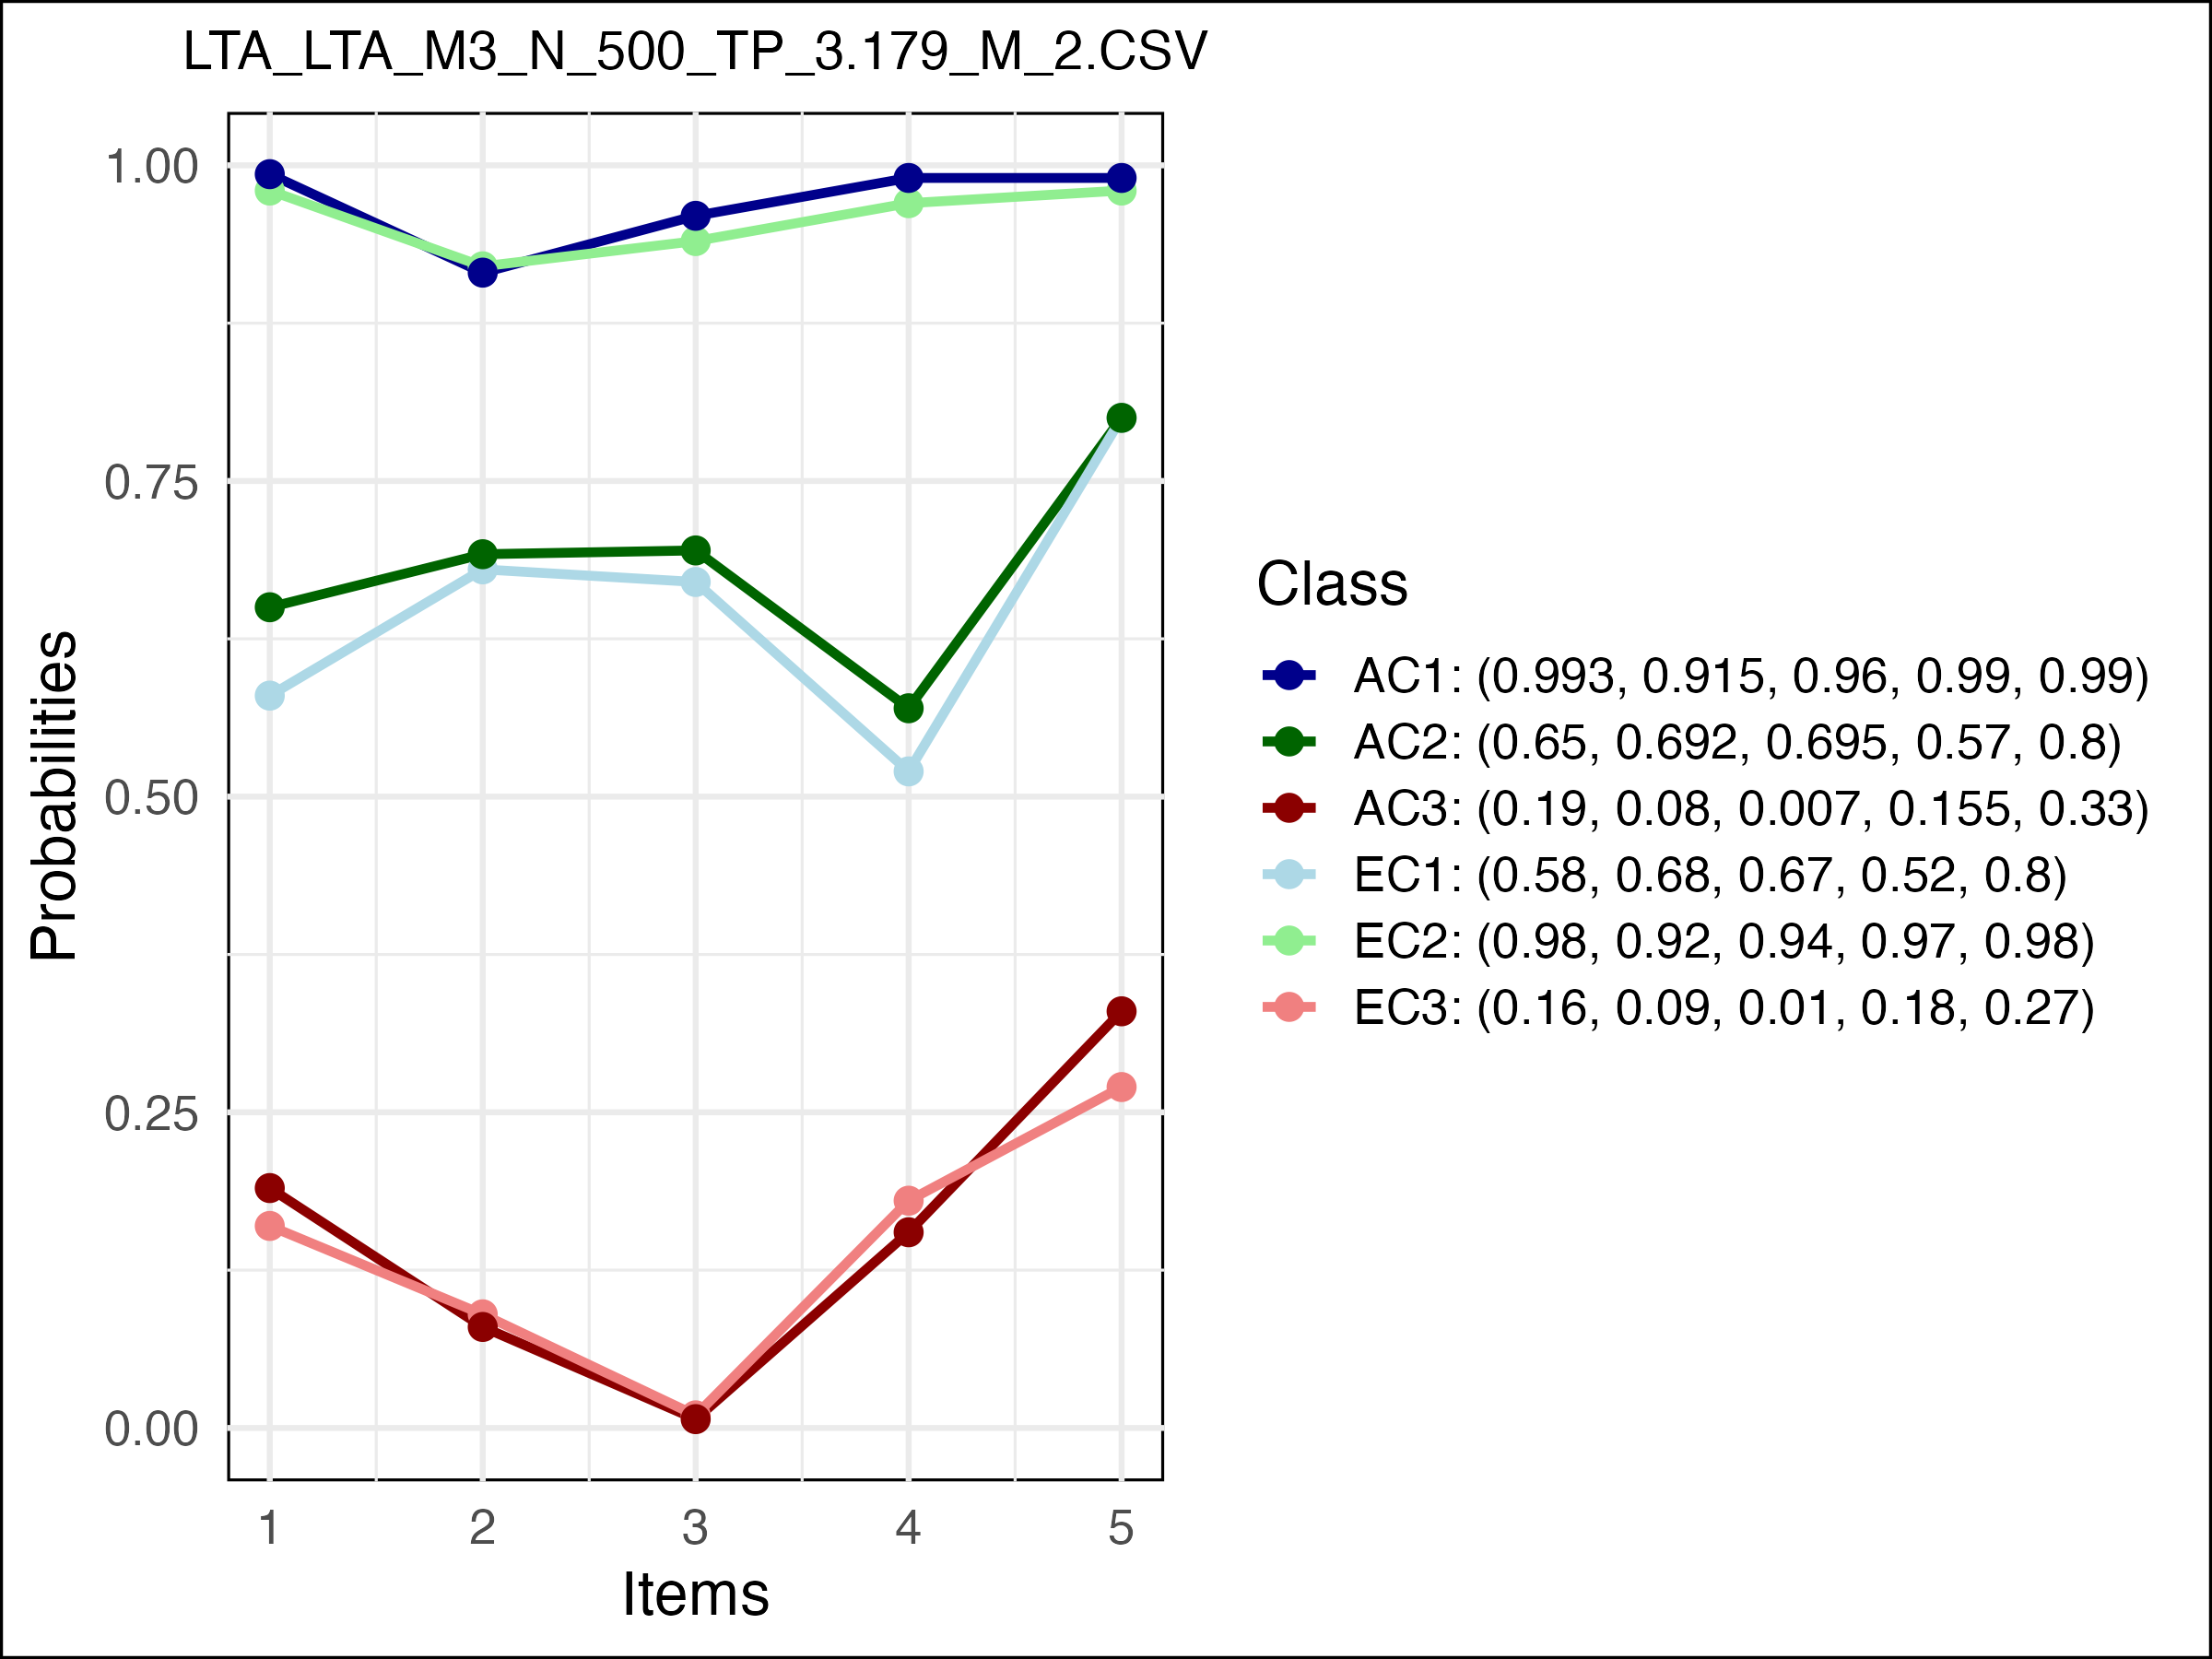 LTA_LTA_M3_N_500_TP_3.179_M_2.CSV
1.00
0.75
0.50
0.25
0.00
Probabilities
1 2 3 4 5
Items
Class
AC1: (0.993, 0.915, 0.96, 0.99, 0.99)
AC2: (0.65, 0.692, 0.695, 0.57, 0.8)
AC3: (0.19, 0.08, 0.007, 0.155, 0.33)
EC1: (0.58, 0.68, 0.67, 0.52, 0.8)
EC2: (0.98, 0.92, 0.94, 0.97, 0.98)
EC3: (0.16, 0.09, 0.01, 0.18, 0.27)